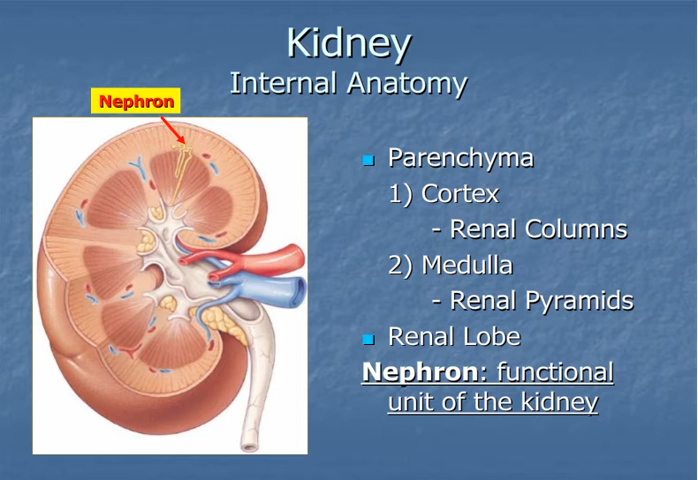 Kidney
Internal Anatomy
Nephron
Parenchyma
1) Cortex
- Renal Columns
2) Medulla
- Renal Pyramids
Renal Lobe
Nephron: functional
unit of the kidney